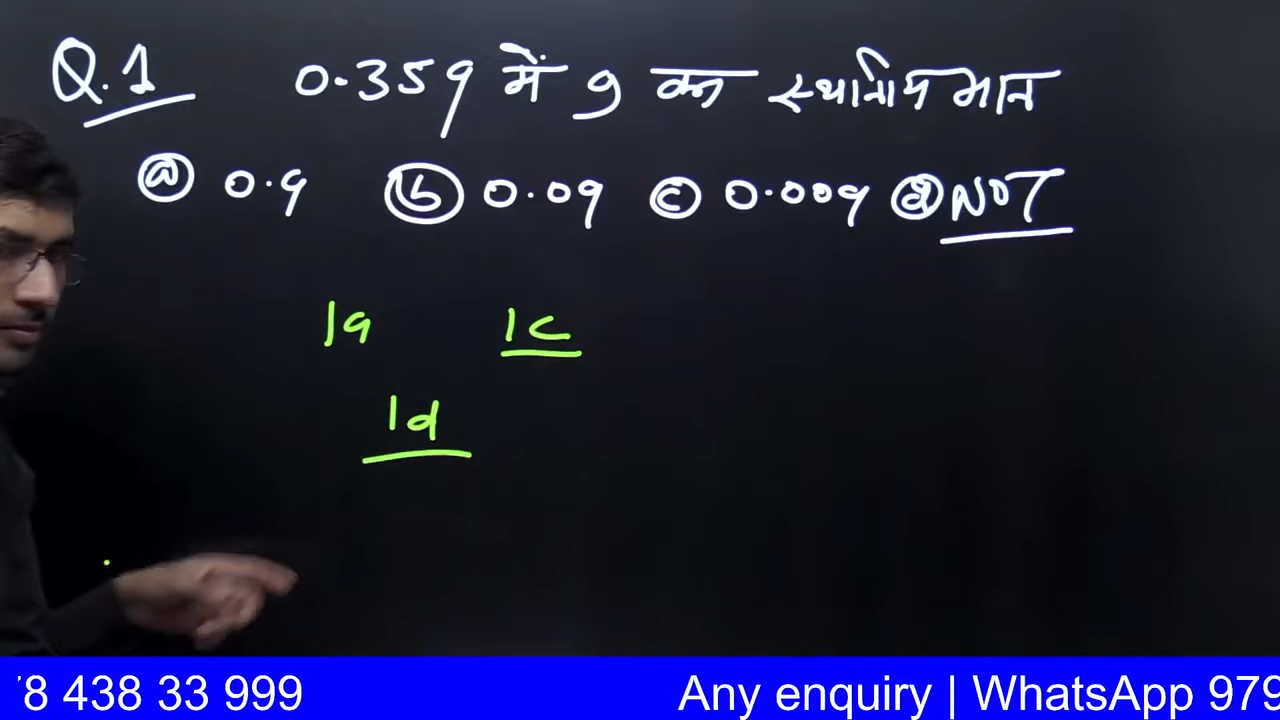 Q.1 0.359 में 9 का स्थानीय मान
(a) 0.9 (b) 0.09 (c) 0.009 (d) NOT
1a 1c
1d
78 438 33 999 Any enquiry | WhatsApp 979